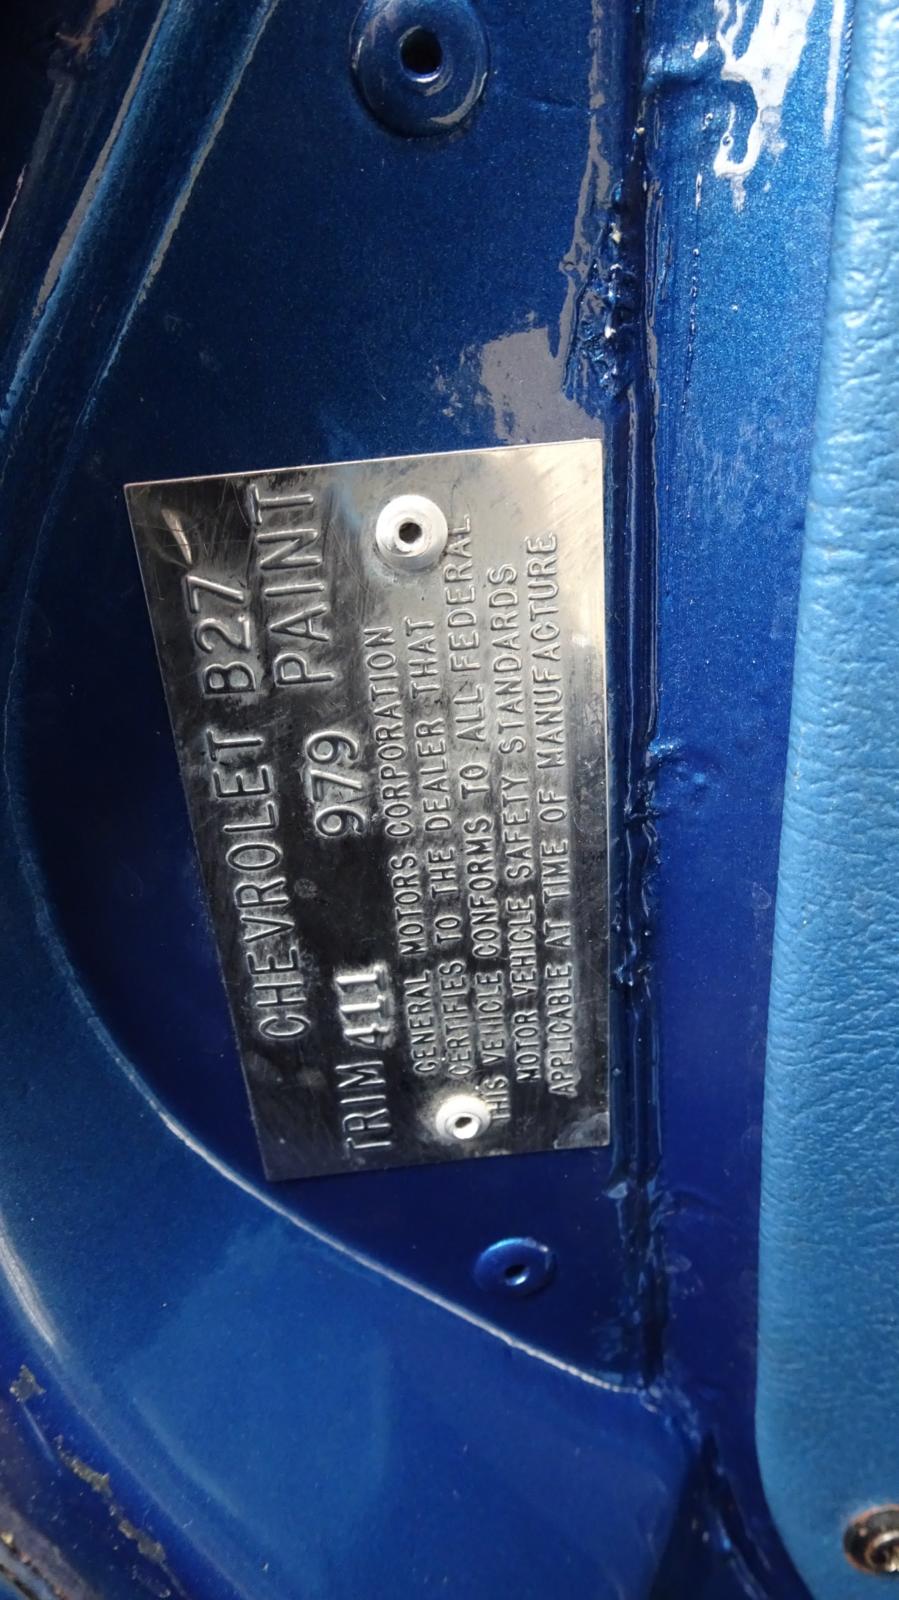 CHEVROLET B27
PAINT
TRIM 411 979
GENERAL MOTORS CORPORATION
CERTIFIES TO THE DEALER THAT
THIS VEHICLE CONFORMS TO ALL FEDERAL
MOTOR VEHICLE SAFETY STANDARDS
APPLICABLE AT TIME OF MANUFACTURE